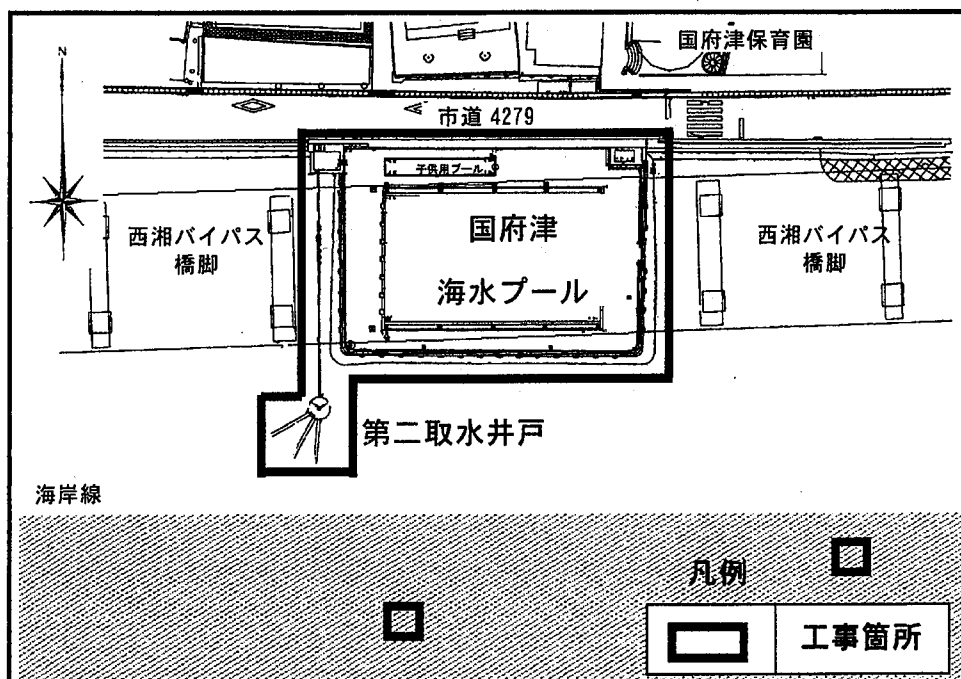 国府津保育園
N
市道 4279
子供用プール
国府津
海水プール
西湘バイパス
橋脚
西湘バイパス
橋脚
第二取水井戸
海岸線
凡例
工事箇所